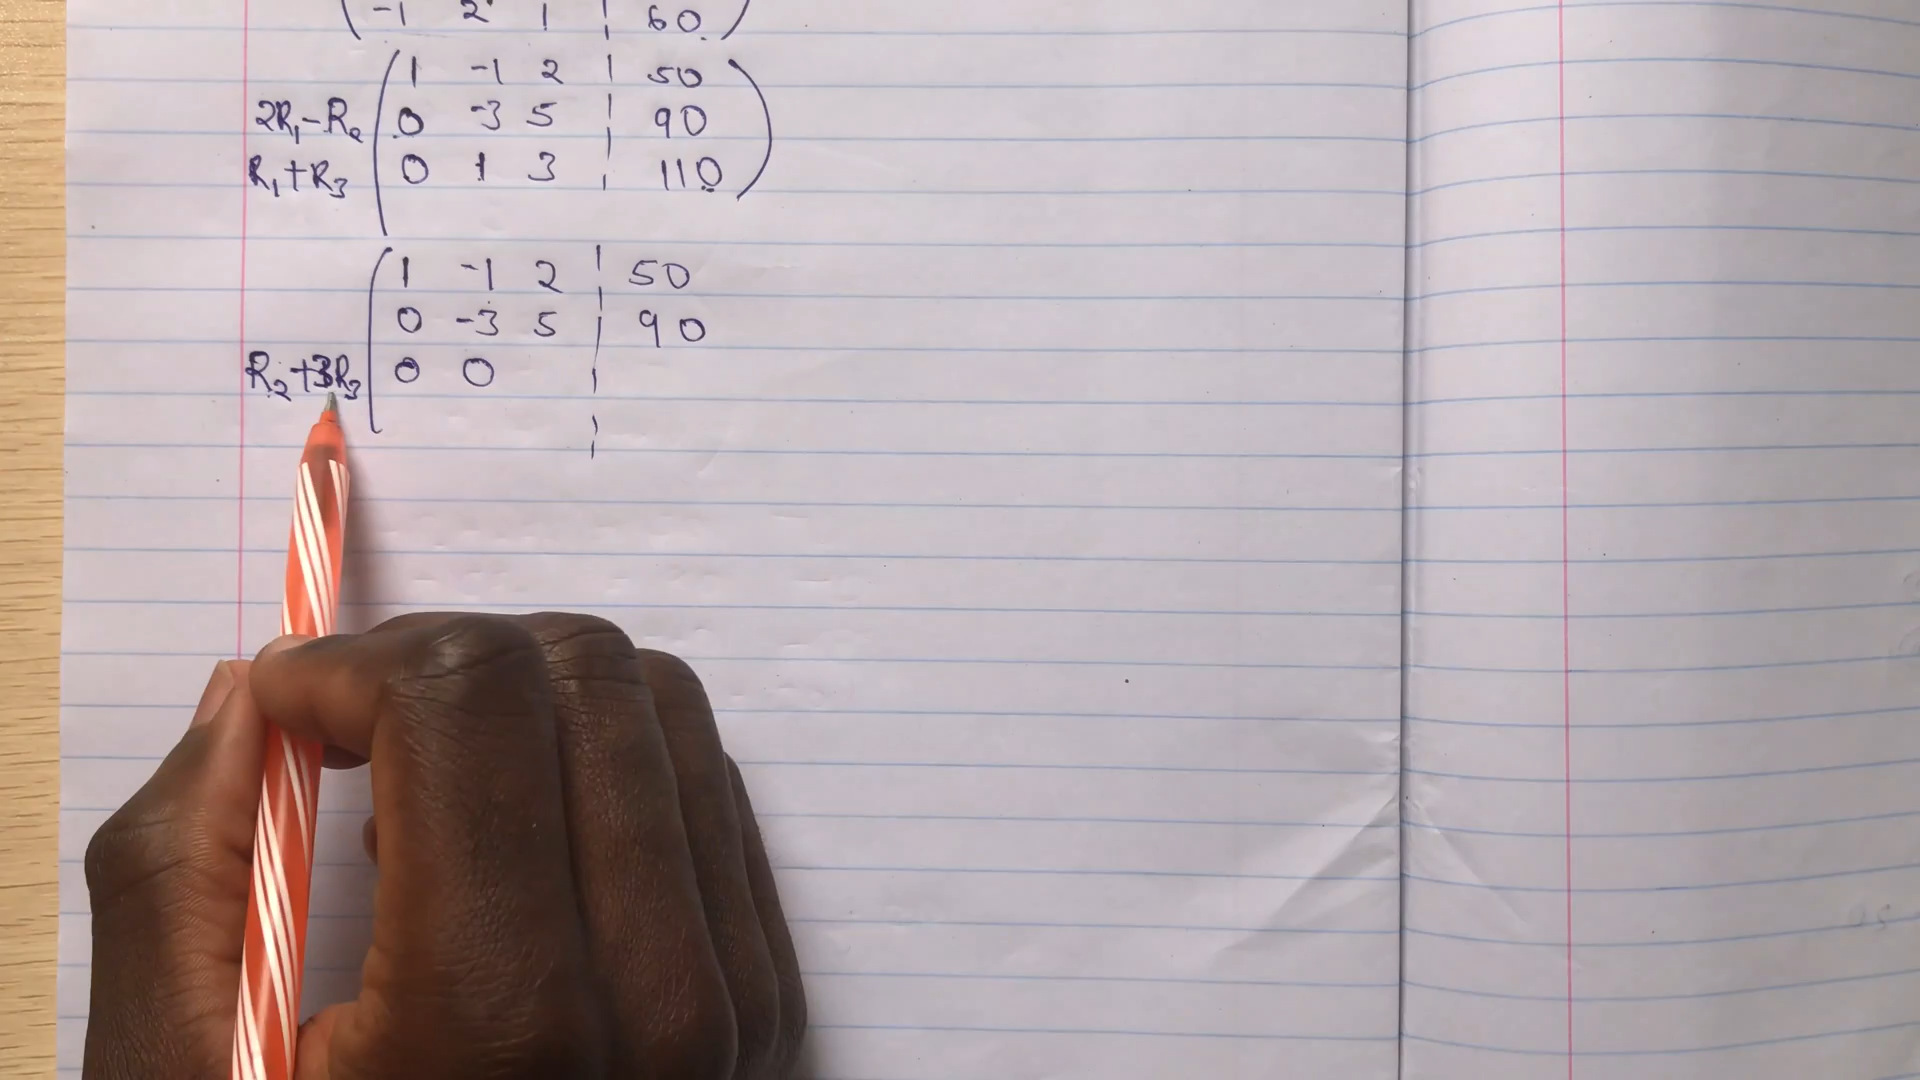 (-1 2 1 ¦ 60)
(1 -1 2 ¦ 50
2R₁-R₂ 0 -3 5 ¦ 90
R₁+R₃ 0 1 3 ¦ 110)
(1 -1 2 ¦ 50
0 -3 5 ¦ 90
R₂+3R₃ 0 0 ¦